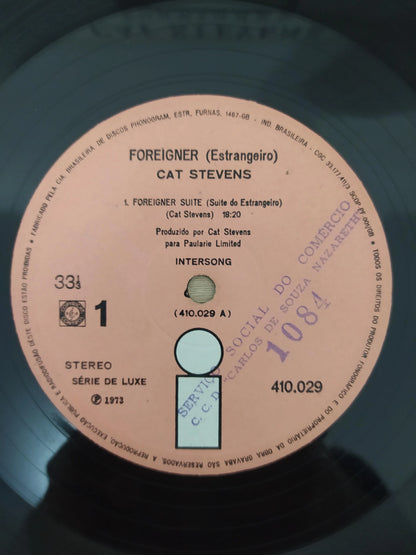 • FABRICADO PELA CIA. BRASILEIRA DE DISCOS PHONOGRAM, ESTR. FURNAS, 1467-GB - IND. BRASILEIRA -
• TODOS OS DIREITOS DO PRODUTOR FONOGRÁFICO E DO PROPRIETÁRIO DA OBRA GRAVADA SÃO RESERVADOS. A REPRODUÇÃO, EXECUÇÃO PÚBLICA E RADIODIFUSÃO DESTE DISCO ESTÃO PROIBIDAS •
FOREIGNER (Estrangeiro)
CAT STEVENS
1. FOREIGNER SUITE (Suíte do Estrangeiro)
(Cat Stevens) 18:20
Produzido por Cat Stevens
para Paularie Limited
INTERSONG
33⅓
1
(410.029 A)
STEREO
SÉRIE DE LUXE
Ⓟ 1973
410.029
i
SERVIÇO SOCIAL DO COMÉRCIO
C. C. D. "CARLOS DE SOUZA NAZARETH"
1084